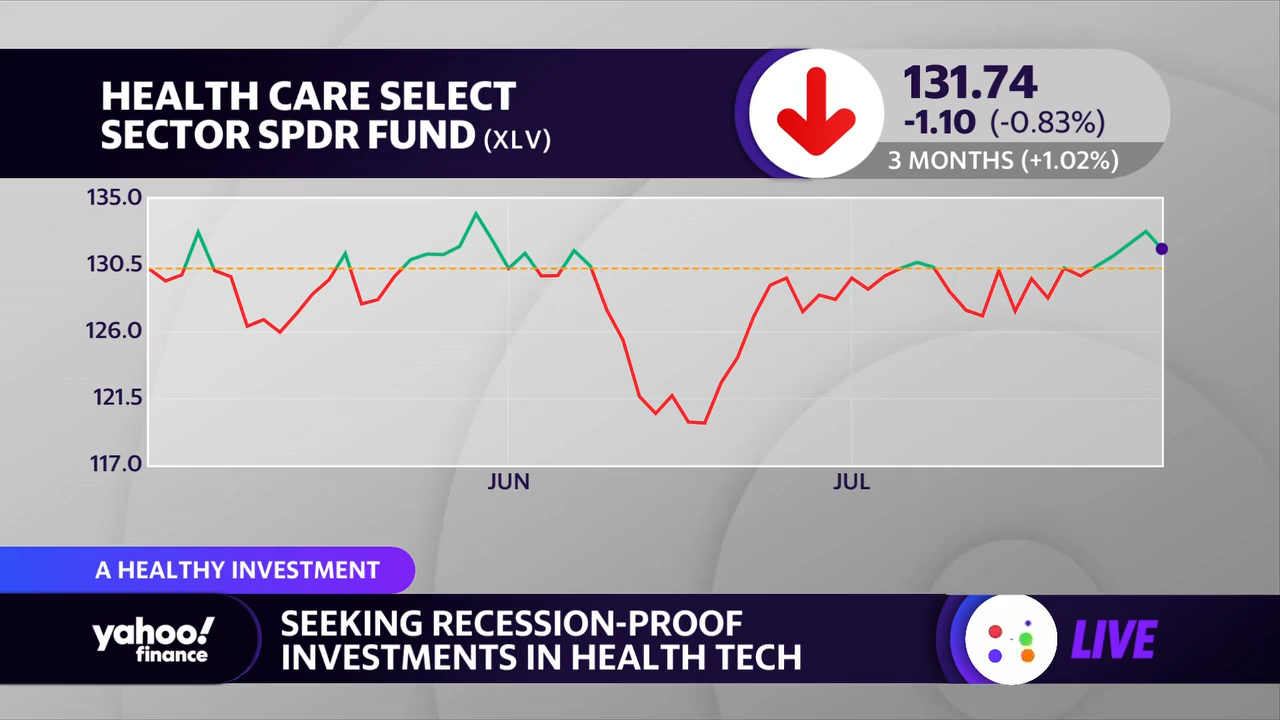 HEALTH CARE SELECT
SECTOR SPDR FUND (XLV)
131.74
-1.10 (-0.83%)
3 MONTHS (+1.02%)
135.0
130.5
126.0
121.5
117.0
JUN
JUL
A HEALTHY INVESTMENT
yahoo!
finance
SEEKING RECESSION-PROOF
INVESTMENTS IN HEALTH TECH
LIVE